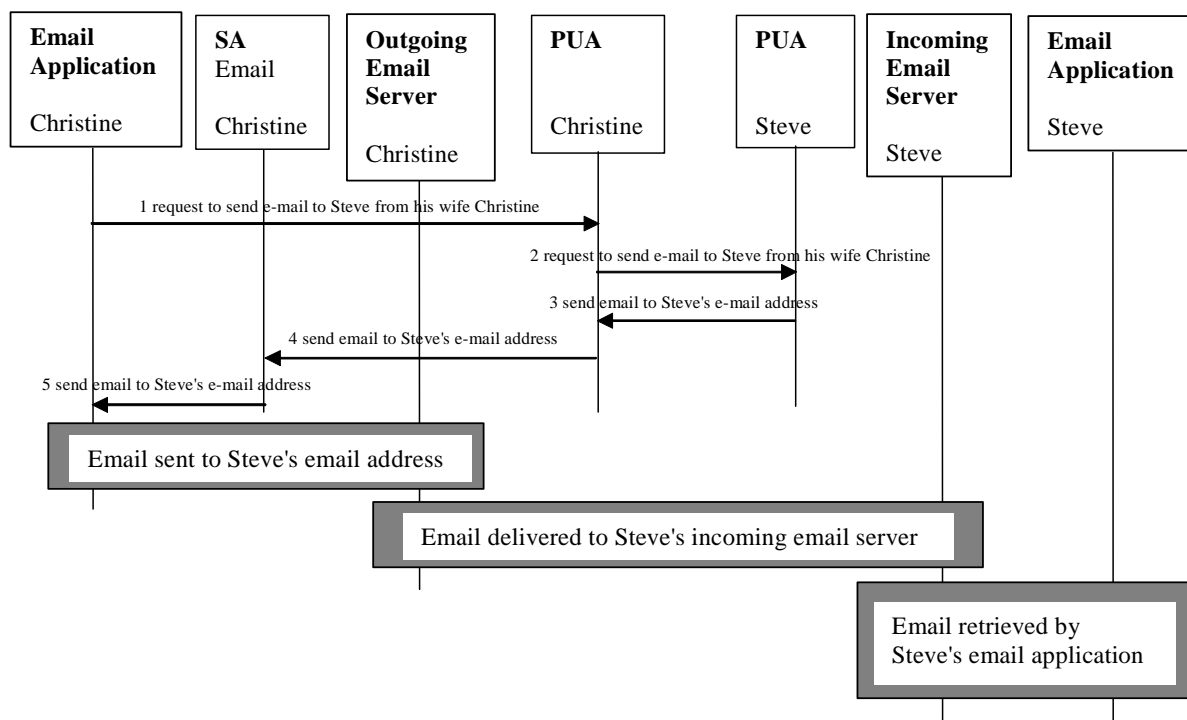 Email
Application
Christine
SA
Email
Christine
Outgoing
Email
Server
Christine
PUA
Christine
PUA
Steve
Incoming
Email
Server
Steve
Email
Application
Steve
1 request to send e-mail to Steve from his wife Christine
2 request to send e-mail to Steve from his wife Christine
3 send email to Steve's e-mail address
4 send email to Steve's e-mail address
5 send email to Steve's e-mail address
Email sent to Steve's email address
Email delivered to Steve's incoming email server
Email retrieved by
Steve's email application